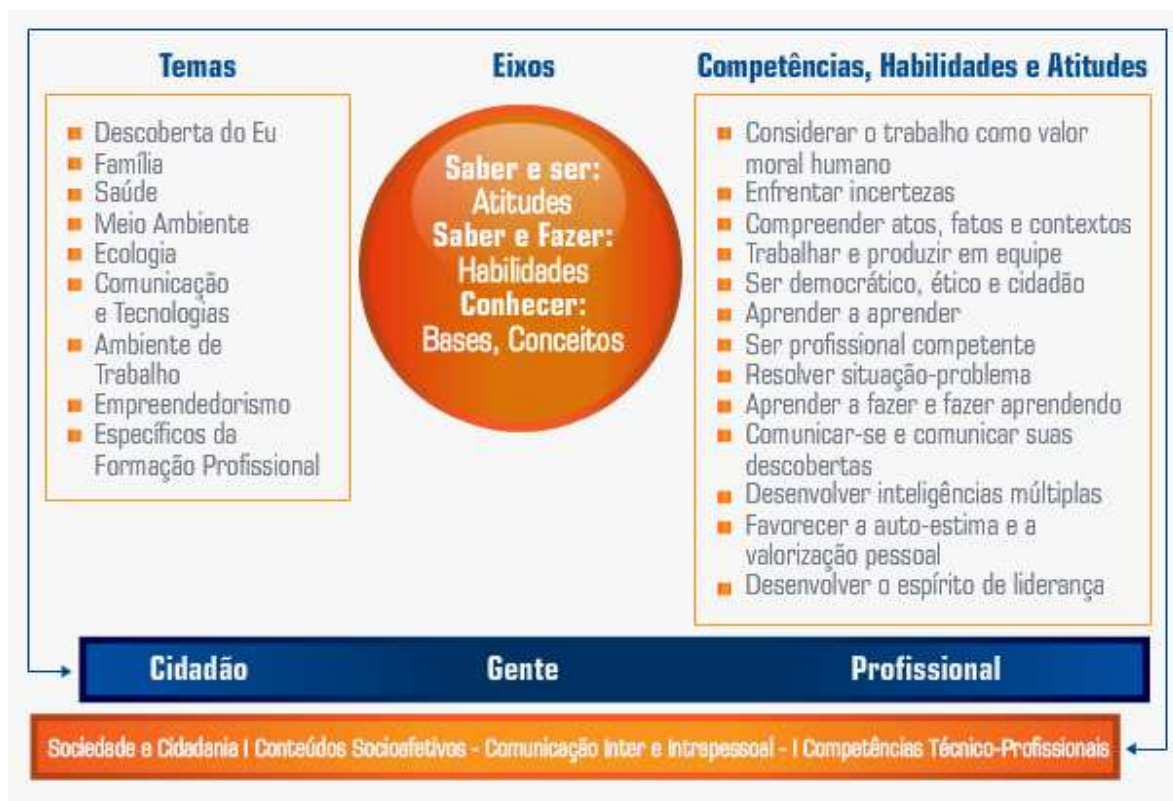 Temas
Descoberta do Eu
Família
Saúde
Meio Ambiente
Ecologia
Comunicação
e Tecnologias
Ambiente de
Trabalho
Empreendedorismo
Específicos da
Formação Profissional
Eixos
Saber e ser:
Atitudes
Saber e Fazer:
Habilidades
Conhecer:
Bases, Conceitos
Competências, Habilidades e Atitudes
Considerar o trabalho como valor
moral humano
Enfrentar incertezas
Compreender atos, fatos e contextos
Trabalhar e produzir em equipe
Ser democrático, ético e cidadão
Aprender a aprender
Ser profissional competente
Resolver situação-problema
Aprender a fazer e fazer aprendendo
Comunicar-se e comunicar suas
descobertas
Desenvolver inteligências múltiplas
Favorecer a auto-estima e a
valorização pessoal
Desenvolver o espírito de liderança
Cidadão Gente Profissional
Sociedade e Cidadania | Conteúdos Socioafetivos - Comunicação Inter e Intrapessoal - | Competências Técnico-Profissionais